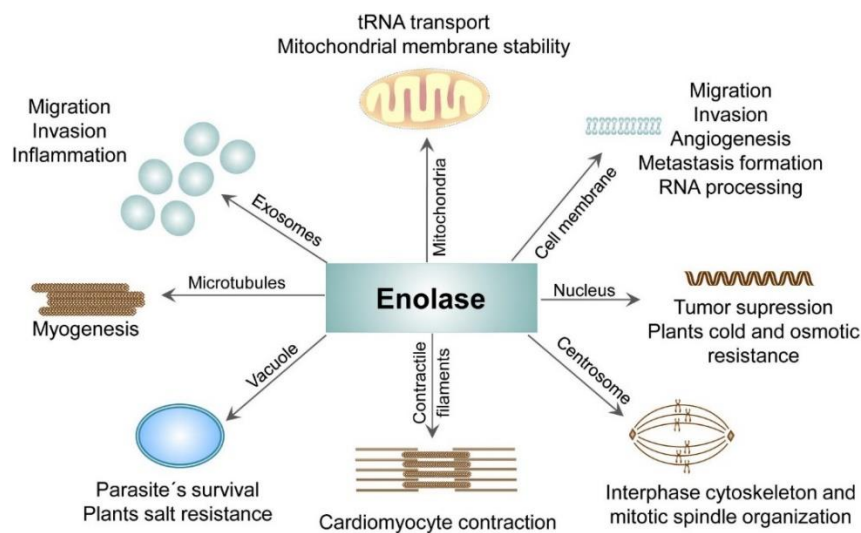 tRNA transport
Mitochondrial membrane stability
Migration
Invasion
Inflammation
Migration
Invasion
Angiogenesis
Metastasis formation
RNA processing
Exosomes
Mitochondria
Cell membrane
Microtubules
Myogenesis
Enolase
Nucleus
Tumor supression
Plants cold and osmotic
resistance
Vacuole
Contractile
filaments
Centrosome
Parasite´s survival
Plants salt resistance
Cardiomyocyte contraction
Interphase cytoskeleton and
mitotic spindle organization